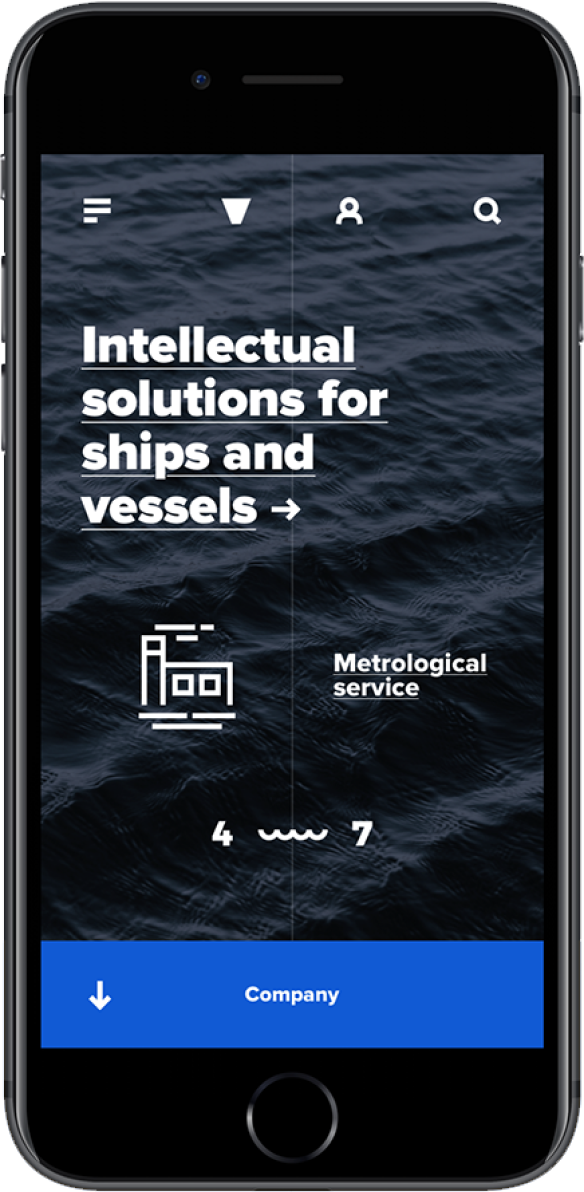 Intellectual
solutions for
ships and
vessels →
Metrological
service
4 7
Company